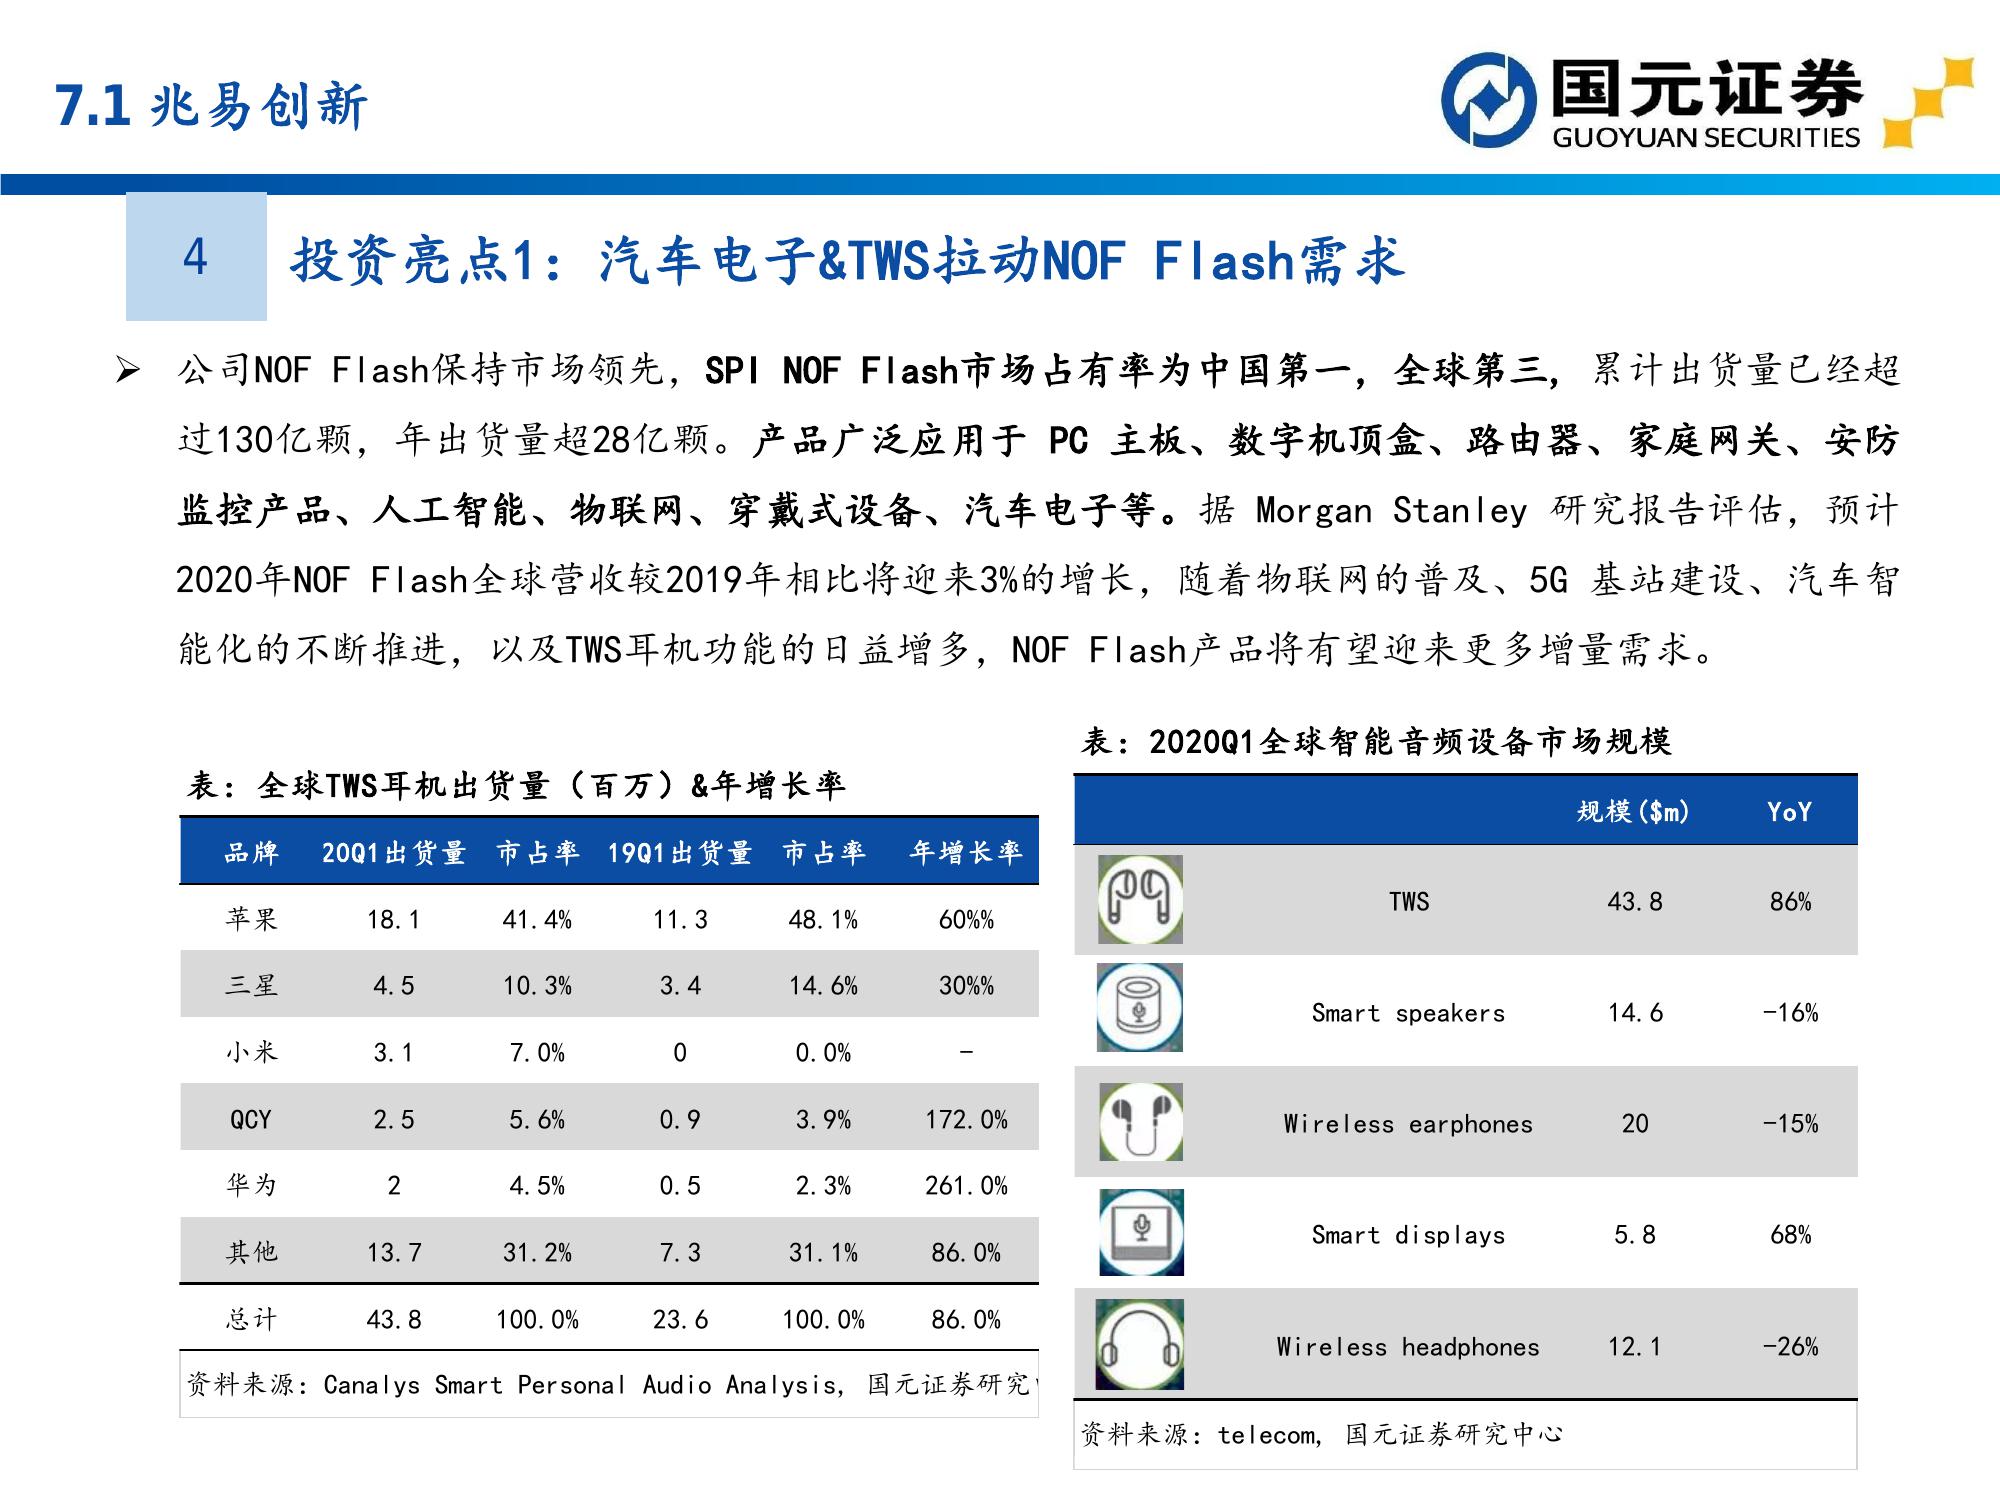 7.1 兆易创新
国元证券
GUOYUAN SECURITIES
4
投资亮点1：汽车电子&TWS拉动NOF Flash需求
➢ 公司NOF Flash保持市场领先，SPI NOF Flash市场占有率为中国第一，全球第三，累计出货量已经超
过130亿颗，年出货量超28亿颗。产品广泛应用于 PC 主板、数字机顶盒、路由器、家庭网关、安防
监控产品、人工智能、物联网、穿戴式设备、汽车电子等。据 Morgan Stanley 研究报告评估，预计
2020年NOF Flash全球营收较2019年相比将迎来3%的增长，随着物联网的普及、5G 基站建设、汽车智
能化的不断推进，以及TWS耳机功能的日益增多，NOF Flash产品将有望迎来更多增量需求。
表：全球TWS耳机出货量（百万）&年增长率
品牌 20Q1出货量 市占率 19Q1出货量 市占率 年增长率
苹果 18.1 41.4% 11.3 48.1% 60%%
三星 4.5 10.3% 3.4 14.6% 30%%
小米 3.1 7.0% 0 0.0% -
QCY 2.5 5.6% 0.9 3.9% 172.0%
华为 2 4.5% 0.5 2.3% 261.0%
其他 13.7 31.2% 7.3 31.1% 86.0%
总计 43.8 100.0% 23.6 100.0% 86.0%
资料来源：Canalys Smart Personal Audio Analysis, 国元证券研究
表：2020Q1全球智能音频设备市场规模
规模($m) YoY
TWS 43.8 86%
Smart speakers 14.6 -16%
Wireless earphones 20 -15%
Smart displays 5.8 68%
Wireless headphones 12.1 -26%
资料来源：telecom, 国元证券研究中心